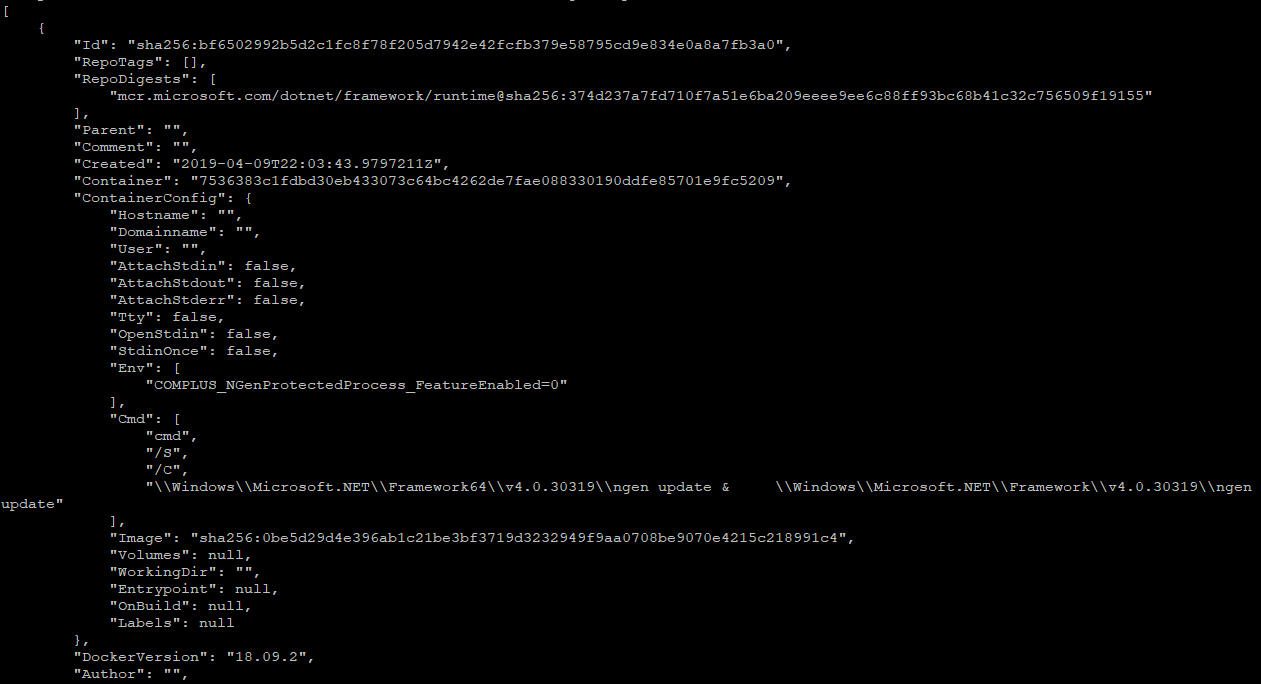 [
    {
        "Id": "sha256:bf6502992b5d2c1fc8f78f205d7942e42fcfb379e58795cd9e834e0a8a7fb3a0",
        "RepoTags": [],
        "RepoDigests": [
            "mcr.microsoft.com/dotnet/framework/runtime@sha256:374d237a7fd710f7a51e6ba209eeee9ee6c88ff93bc68b41c32c756509f19155"
        ],
        "Parent": "",
        "Comment": "",
        "Created": "2019-04-09T22:03:43.9797211Z",
        "Container": "7536383c1fdbd30eb433073c64bc4262de7fae088330190ddfe85701e9fc5209",
        "ContainerConfig": {
            "Hostname": "",
            "Domainname": "",
            "User": "",
            "AttachStdin": false,
            "AttachStdout": false,
            "AttachStderr": false,
            "Tty": false,
            "OpenStdin": false,
            "StdinOnce": false,
            "Env": [
                "COMPLUS_NGenProtectedProcess_FeatureEnabled=0"
            ],
            "Cmd": [
                "cmd",
                "/S",
                "/C",
                "\\Windows\\Microsoft.NET\\Framework64\\v4.0.30319\\ngen update &     \\Windows\\Microsoft.NET\\Framework\\v4.0.30319\\ngen
update"
            ],
            "Image": "sha256:0be5d29d4e396ab1c21be3bf3719d3232949f9aa0708be9070e4215c218991c4",
            "Volumes": null,
            "WorkingDir": "",
            "Entrypoint": null,
            "OnBuild": null,
            "Labels": null
        },
        "DockerVersion": "18.09.2",
        "Author": "",